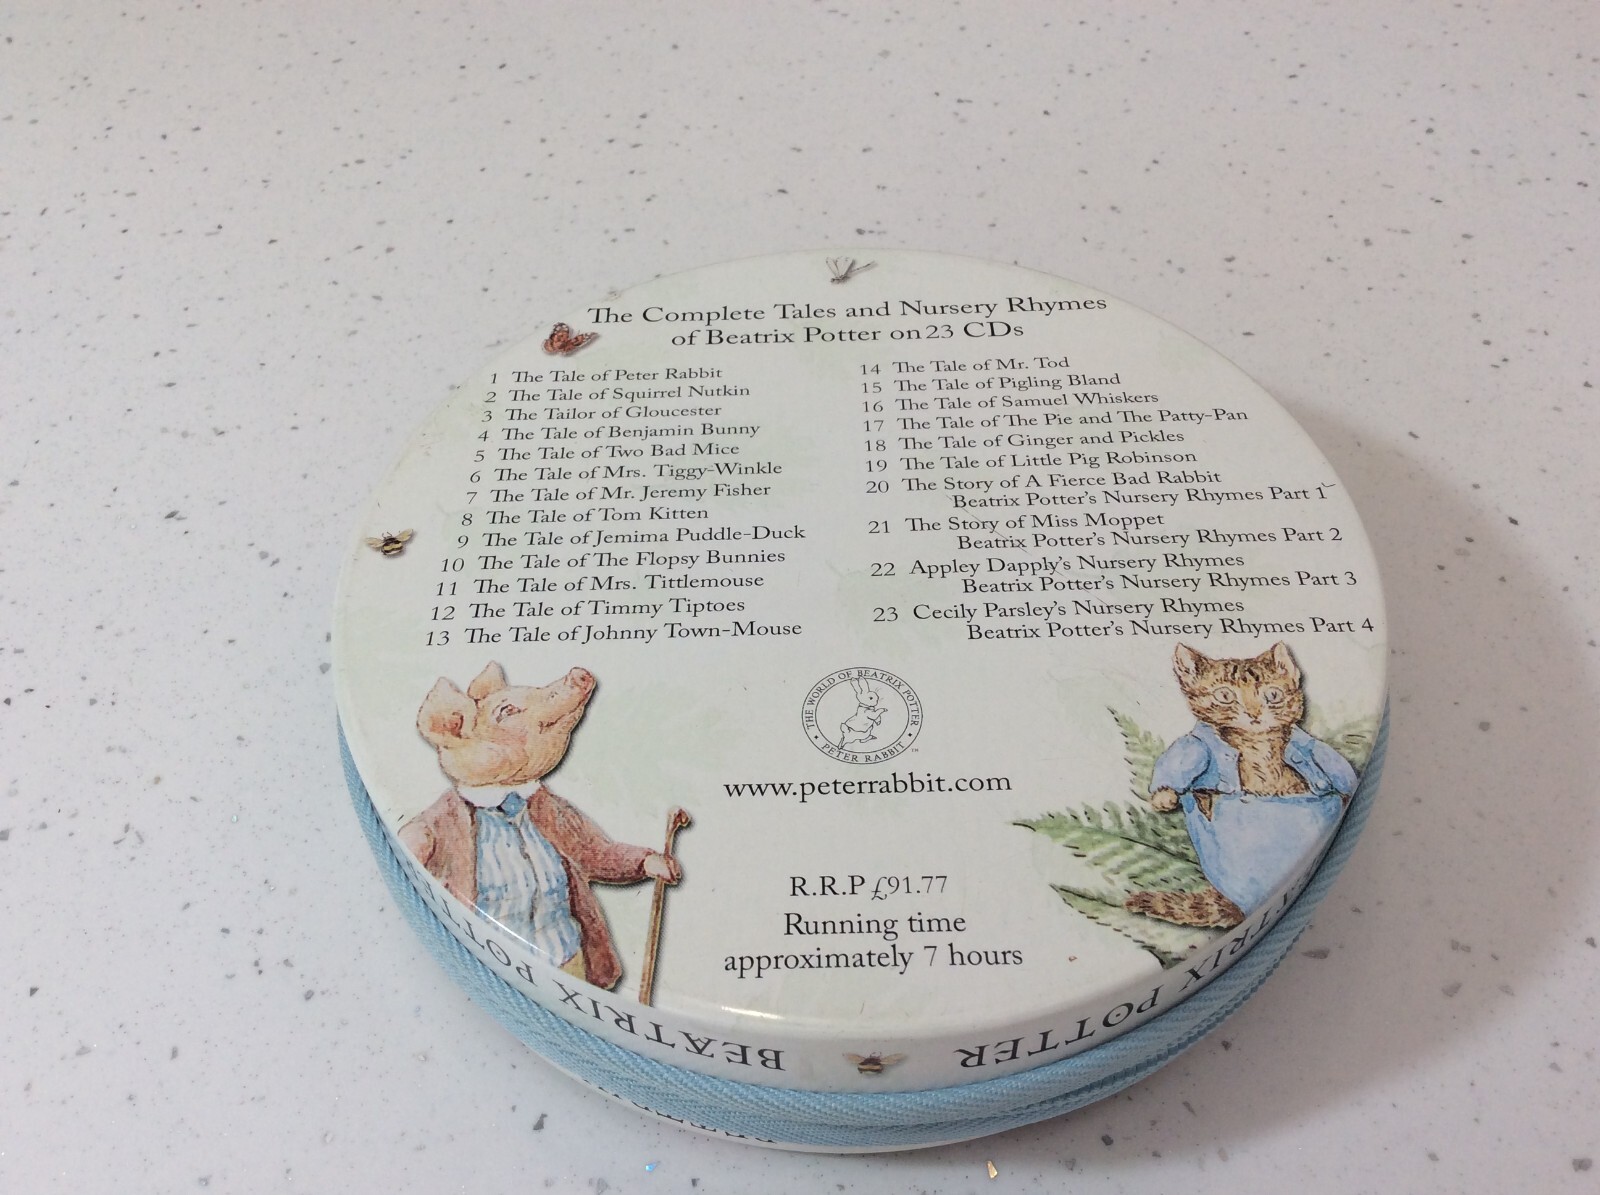 The Complete Tales and Nursery Rhymes
of Beatrix Potter on 23 CDs
1 The Tale of Peter Rabbit
2 The Tale of Squirrel Nutkin
3 The Tailor of Gloucester
4 The Tale of Benjamin Bunny
5 The Tale of Two Bad Mice
6 The Tale of Mrs. Tiggy-Winkle
7 The Tale of Mr. Jeremy Fisher
8 The Tale of Tom Kitten
9 The Tale of Jemima Puddle-Duck
10 The Tale of The Flopsy Bunnies
11 The Tale of Mrs. Tittlemouse
12 The Tale of Timmy Tiptoes
13 The Tale of Johnny Town-Mouse
14 The Tale of Mr. Tod
15 The Tale of Pigling Bland
16 The Tale of Samuel Whiskers
17 The Tale of The Pie and The Patty-Pan
18 The Tale of Ginger and Pickles
19 The Tale of Little Pig Robinson
20 The Story of A Fierce Bad Rabbit
Beatrix Potter's Nursery Rhymes Part 1
21 The Story of Miss Moppet
Beatrix Potter's Nursery Rhymes Part 2
22 Appley Dapply's Nursery Rhymes
Beatrix Potter's Nursery Rhymes Part 3
23 Cecily Parsley's Nursery Rhymes
Beatrix Potter's Nursery Rhymes Part 4
THE WORLD OF BEATRIX POTTER
PETER RABBIT ™
www.peterrabbit.com
R.R.P £91.77
Running time
approximately 7 hours
BEATRIX POTTER
POTTER